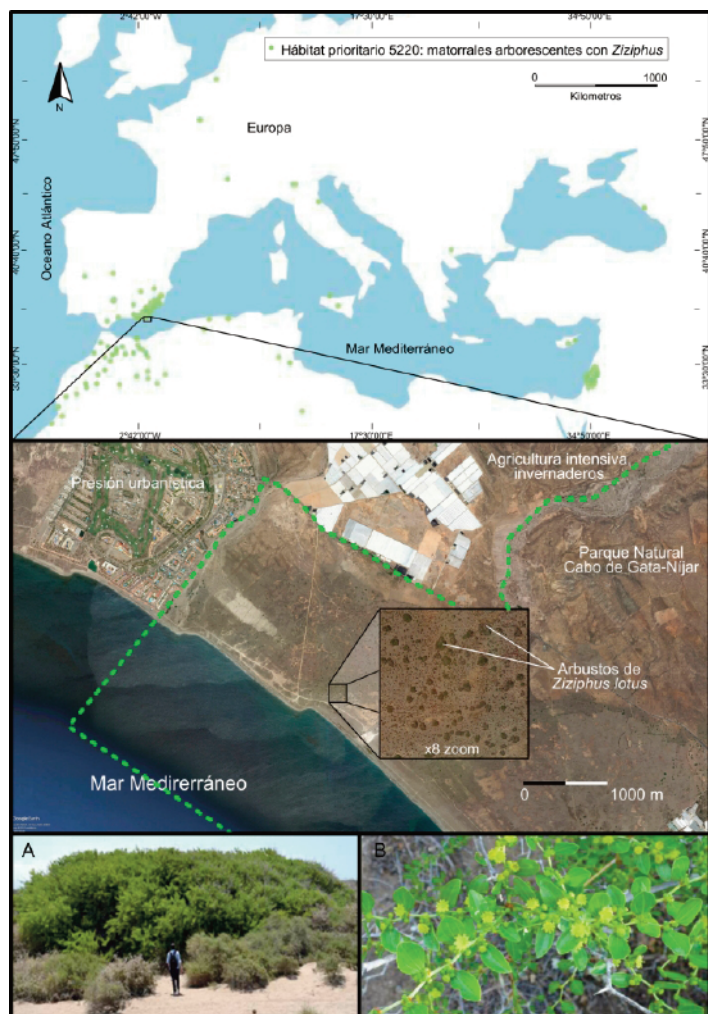 2°42'00"W
17°30'00"E
34°50'00"E
Hábitat prioritario 5220: matorrales arborescentes con Ziziphus
N
0
1000
Kilometros
Europa
47°50'00"N
47°50'00"N
Oceano Atlántico
40°40'00"N
40°40'00"N
Mar Mediterráneo
33°30'00"N
33°30'00"N
2°42'00"W
17°30'00"E
34°50'00"E
Presión urbanística
Agricultura intensiva
invernaderos
Parque Natural
Cabo de Gata-Níjar
Arbustos de
Ziziphus lotus
x8 zoom
Mar Medirerráneo
0
1000 m
Google Earth
A
B